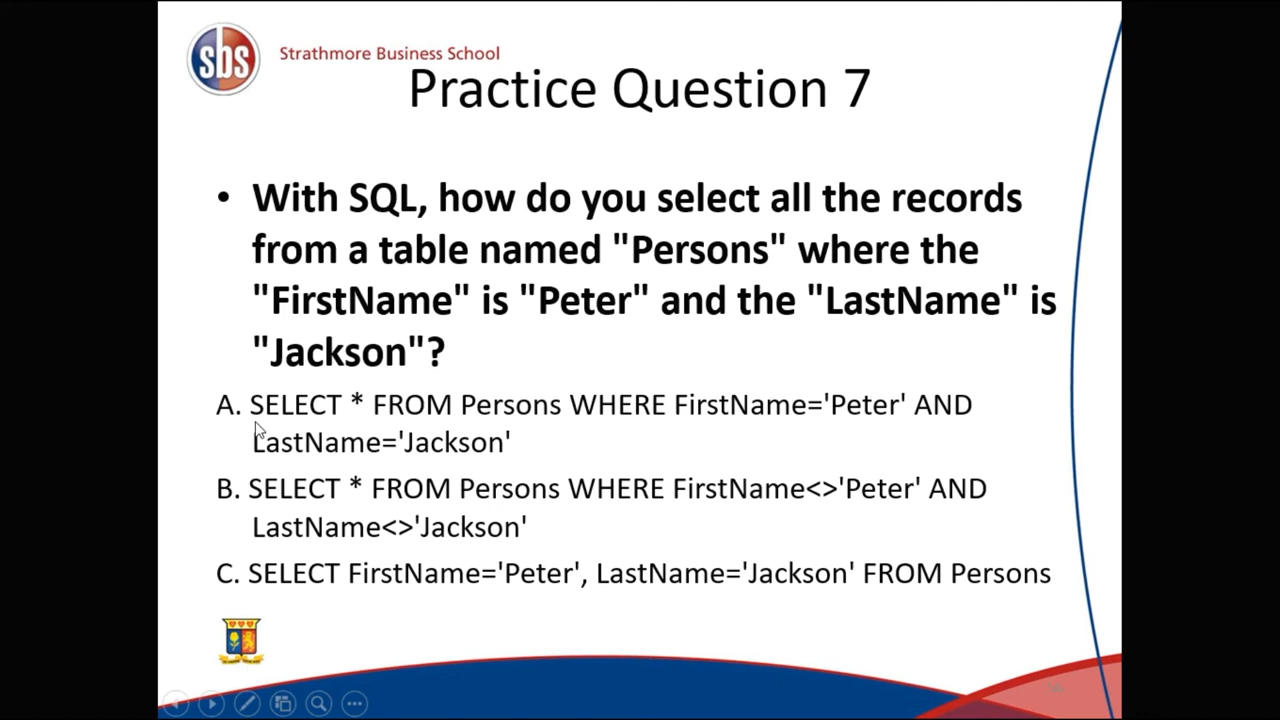 sbs
Strathmore Business School
Practice Question 7
• With SQL, how do you select all the records
from a table named "Persons" where the
"FirstName" is "Peter" and the "LastName" is
"Jackson"?
A. SELECT * FROM Persons WHERE FirstName='Peter' AND
LastName='Jackson'
B. SELECT * FROM Persons WHERE FirstName<>'Peter' AND
LastName<>'Jackson'
C. SELECT FirstName='Peter', LastName='Jackson' FROM Persons